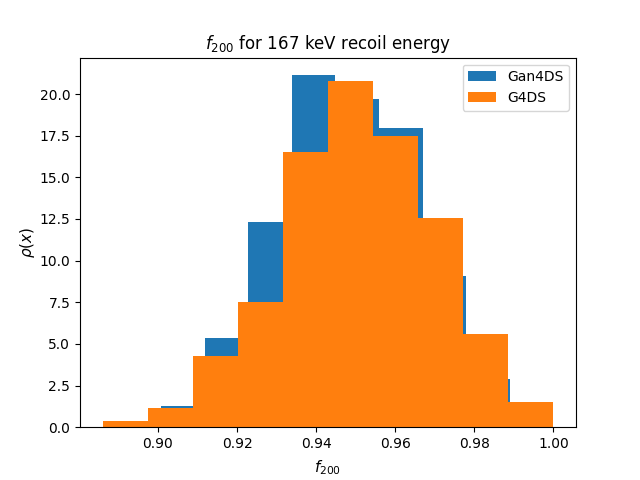 f₂₀₀ for 167 keV recoil energy
Gan4DS
G4DS
20.0
17.5
15.0
12.5
10.0
7.5
5.0
2.5
0.0
ρ(x)
0.90 0.92 0.94 0.96 0.98 1.00
f₂₀₀